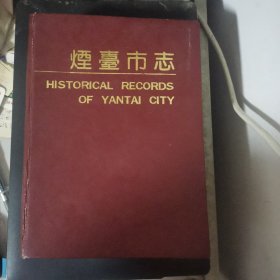 煙臺市志
HISTORICAL RECORDS
OF YANTAI CITY